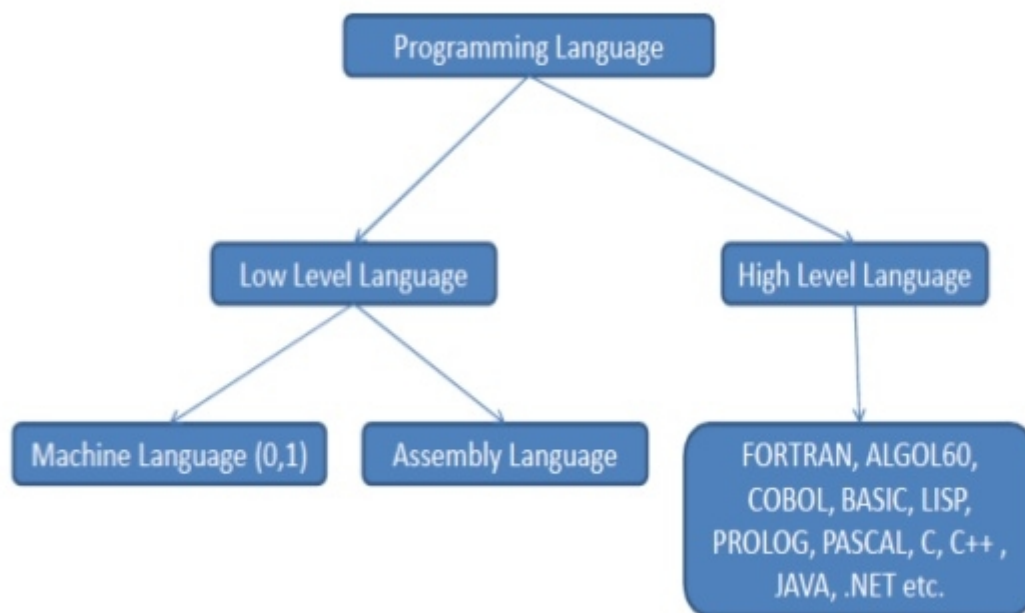 Programming Language
Low Level Language
High Level Language
Machine Language (0,1)
Assembly Language
FORTRAN, ALGOL60,
COBOL, BASIC, LISP,
PROLOG, PASCAL, C, C++ ,
JAVA, .NET etc.